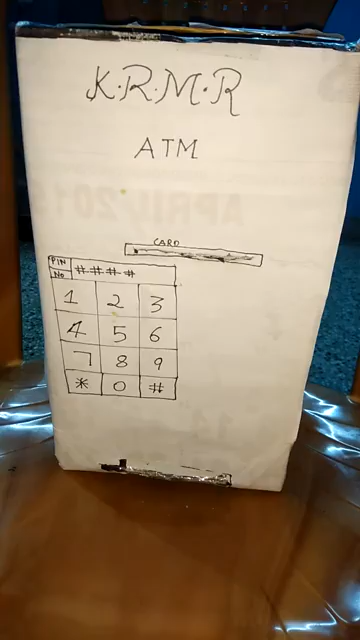 K.R.M.R
ATM
CARD
PIN NO # # # #
1 2 3
4 5 6
7 8 9
* 0 #